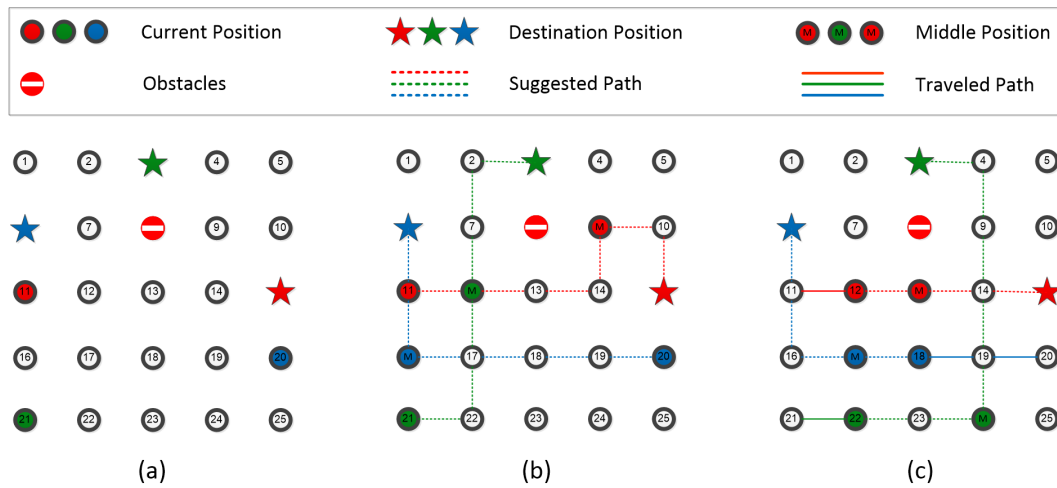 Current Position
Destination Position
M M M Middle Position
Obstacles
Suggested Path
Traveled Path
1 2 4 5
7 9 10
11 12 13 14
16 17 18 19 20
21 22 23 24 25
(a)
1 2 4 5
7 M 10
11 M 13 14
M 17 18 19 20
21 22 23 24 25
(b)
1 2 4 5
7 9 10
11 12 M 14
16 M 18 19 20
21 22 23 M 25
(c)